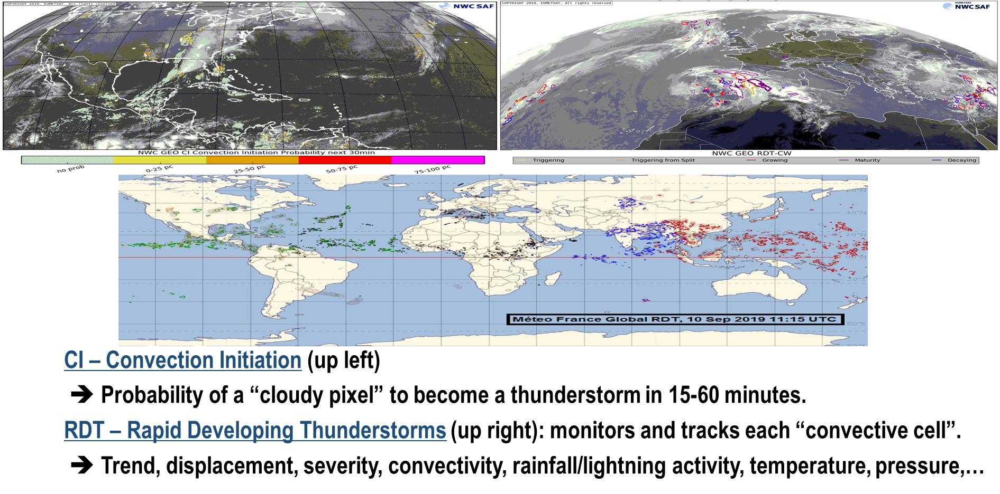 COPYRIGHT 2019, EUMETSAT. All rights reserved
NWC SAF
COPYRIGHT 2019, EUMETSAT. All rights reserved
EUMETSAT
NWC SAF
NWC GEO CI Convection Initiation Probability next 30min
no prob
0-25 pc
25-50 pc
50-75 pc
75-100 pc
NWC GEO RDT-CW
Triggering
Triggering from Split
Growing
Maturity
Decaying
40°N
20°N
00°N
20°S
60°S
Méteo France Global RDT, 10 Sep 2019 11:15 UTC
CI – Convection Initiation (up left)
➔ Probability of a “cloudy pixel” to become a thunderstorm in 15-60 minutes.
RDT – Rapid Developing Thunderstorms (up right): monitors and tracks each “convective cell”.
➔ Trend, displacement, severity, convectivity, rainfall/lightning activity, temperature, pressure,…